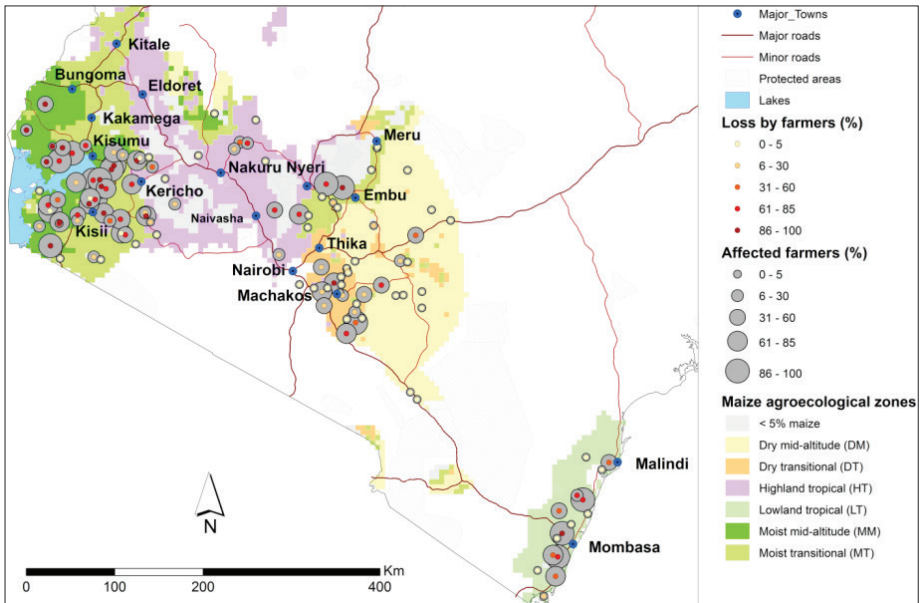 Kitale
Bungoma
Eldoret
Kakamega
Kisumu
Meru
Nakuru Nyeri
Kericho
Embu
Naivasha
Kisii
Thika
Nairobi
Machakos
Malindi
Mombasa
N
Km
0 100 200 400
Major_Towns
Major roads
Minor roads
Protected areas
Lakes
Loss by farmers (%)
0 - 5
6 - 30
31 - 60
61 - 85
86 - 100
Affected farmers (%)
0 - 5
6 - 30
31 - 60
61 - 85
86 - 100
Maize agroecological zones
< 5% maize
Dry mid-altitude (DM)
Dry transitional (DT)
Highland tropical (HT)
Lowland tropical (LT)
Moist mid-altitude (MM)
Moist transitional (MT)